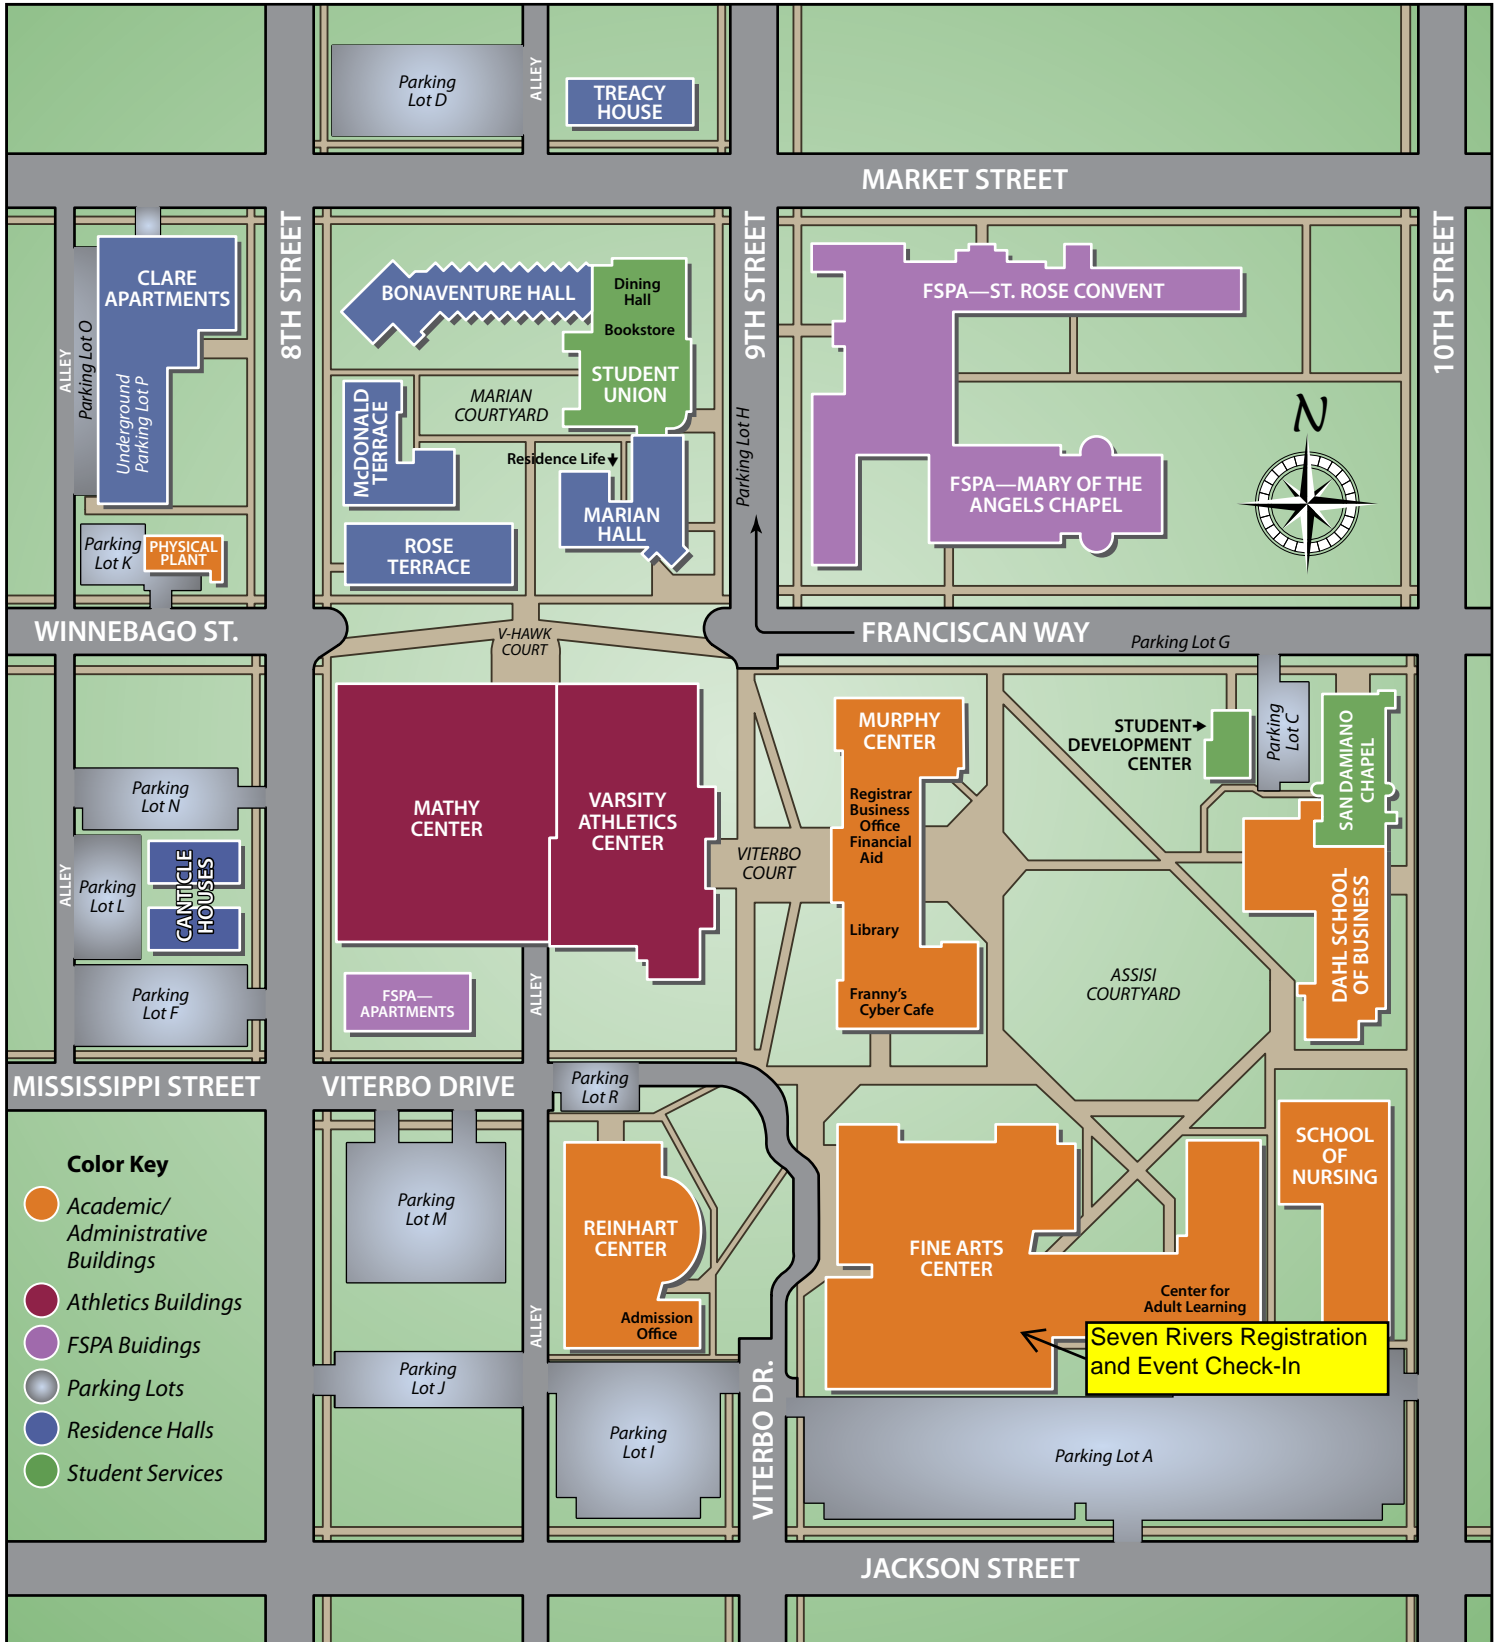 Parking
Lot D
ALLEY
TREACY
HOUSE
MARKET STREET
8TH STREET
9TH STREET
10TH STREET
CLARE
APARTMENTS
Underground
Parking Lot P
Parking Lot O
ALLEY
BONAVENTURE HALL
Dining
Hall
Bookstore
STUDENT
UNION
MARIAN
COURTYARD
McDONALD
TERRACE
Residence Life
MARIAN
HALL
ROSE
TERRACE
Parking Lot H
FSPA—ST. ROSE CONVENT
FSPA—MARY OF THE
ANGELS CHAPEL
N
Parking
Lot K
PHYSICAL
PLANT
WINNEBAGO ST.
V-HAWK
COURT
FRANCISCAN WAY
Parking Lot G
MATHY
CENTER
VARSITY
ATHLETICS
CENTER
VITERBO
COURT
MURPHY
CENTER
Registrar
Business
Office
Financial
Aid
Library
Franny's
Cyber Cafe
STUDENT
DEVELOPMENT
CENTER
Parking
Lot C
SAN DAMIANO
CHAPEL
DAHL SCHOOL
OF BUSINESS
ASSISI
COURTYARD
Parking
Lot N
ALLEY
Parking
Lot L
CANTICLE
HOUSES
Parking
Lot F
FSPA—
APARTMENTS
ALLEY
MISSISSIPPI STREET
VITERBO DRIVE
Parking
Lot R
Parking
Lot M
REINHART
CENTER
Admission
Office
ALLEY
Parking
Lot J
Parking
Lot I
VITERBO DR.
FINE ARTS
CENTER
Center for
Adult Learning
SCHOOL
OF
NURSING
Seven Rivers Registration
and Event Check-In
Parking Lot A
JACKSON STREET
Color Key
Academic/
Administrative
Buildings
Athletics Buildings
FSPA Buidings
Parking Lots
Residence Halls
Student Services